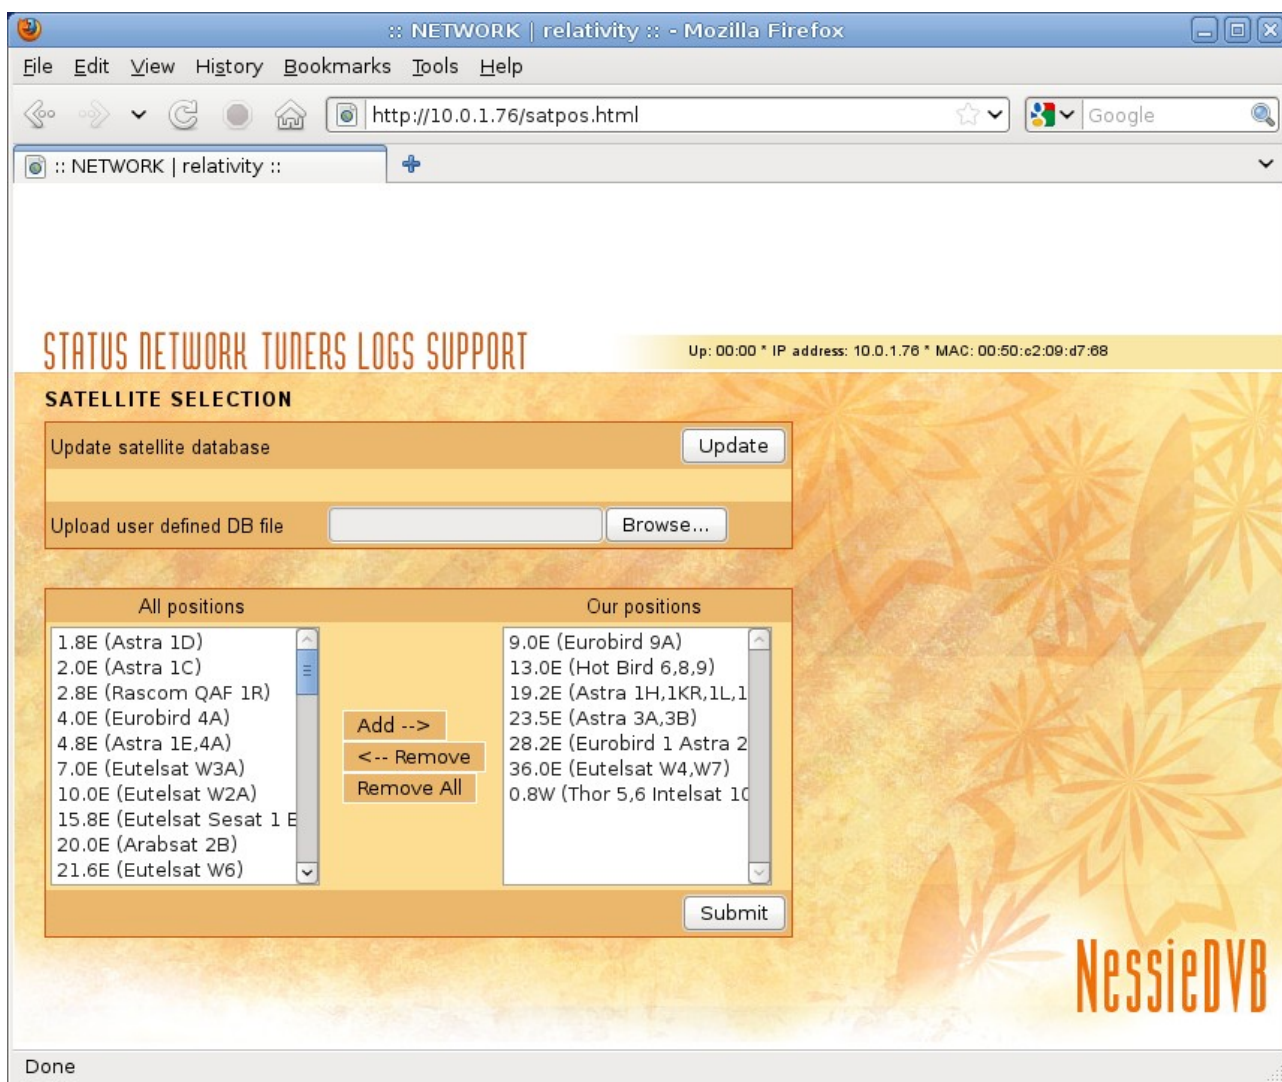 :: NETWORK | relativity :: - Mozilla Firefox
File Edit View History Bookmarks Tools Help
http://10.0.1.76/satpos.html Google
:: NETWORK | relativity ::
STATUS NETWORK TUNERS LOGS SUPPORT
Up: 00:00 * IP address: 10.0.1.76 * MAC: 00:50:c2:09:d7:68
SATELLITE SELECTION
Update satellite database Update
Upload user defined DB file Browse...
All positions
1.8E (Astra 1D)
2.0E (Astra 1C)
2.8E (Rascom QAF 1R)
4.0E (Eurobird 4A)
4.8E (Astra 1E,4A)
7.0E (Eutelsat W3A)
10.0E (Eutelsat W2A)
15.8E (Eutelsat Sesat 1 E
20.0E (Arabsat 2B)
21.6E (Eutelsat W6)
Add -->
<-- Remove
Remove All
Our positions
9.0E (Eurobird 9A)
13.0E (Hot Bird 6,8,9)
19.2E (Astra 1H,1KR,1L,1
23.5E (Astra 3A,3B)
28.2E (Eurobird 1 Astra 2
36.0E (Eutelsat W4,W7)
0.8W (Thor 5,6 Intelsat 10
Submit
NessieDVB
Done